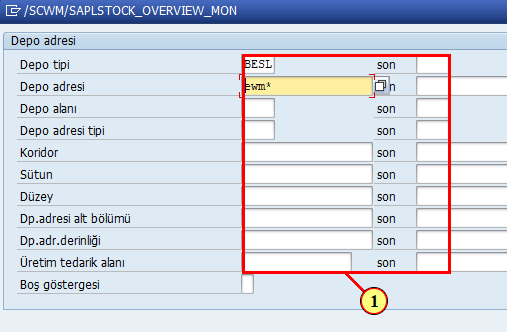 /SCWM/SAPLSTOCK_OVERVIEW_MON
Depo adresi
Depo tipi BESL son
Depo adresi ewm* n
Depo alanı son
Depo adresi tipi son
Koridor son
Sütun son
Düzey son
Dp.adresi alt bölümü son
Dp.adr.derinliği son
Üretim tedarik alanı son
Boş göstergesi
1